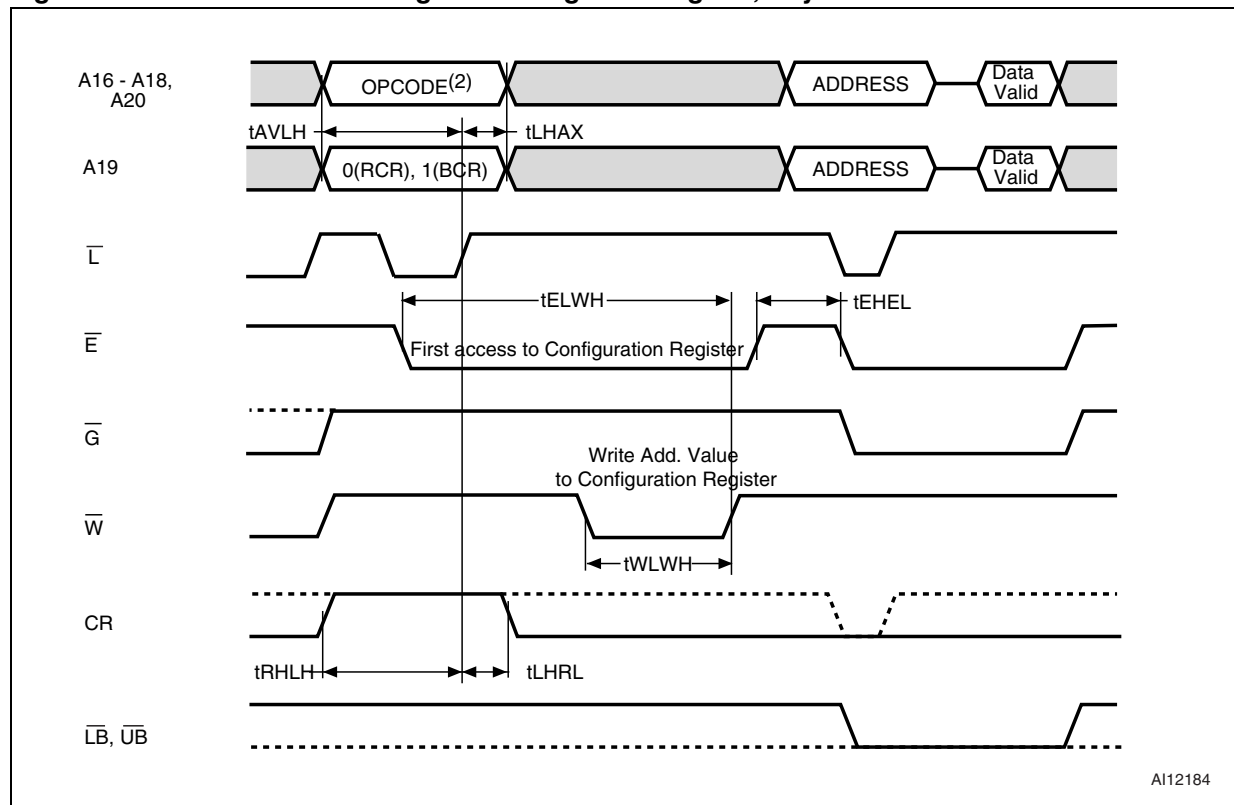 A16 - A18,
A20
OPCODE(2)
ADDRESS
Data
Valid
tAVLH
tLHAX
A19
0(RCR), 1(BCR)
ADDRESS
Data
Valid
L
tELWH
tEHEL
E
First access to Configuration Register
G
Write Add. Value
to Configuration Register
W
tWLWH
CR
tRHLH
tLHRL
LB, UB
AI12184